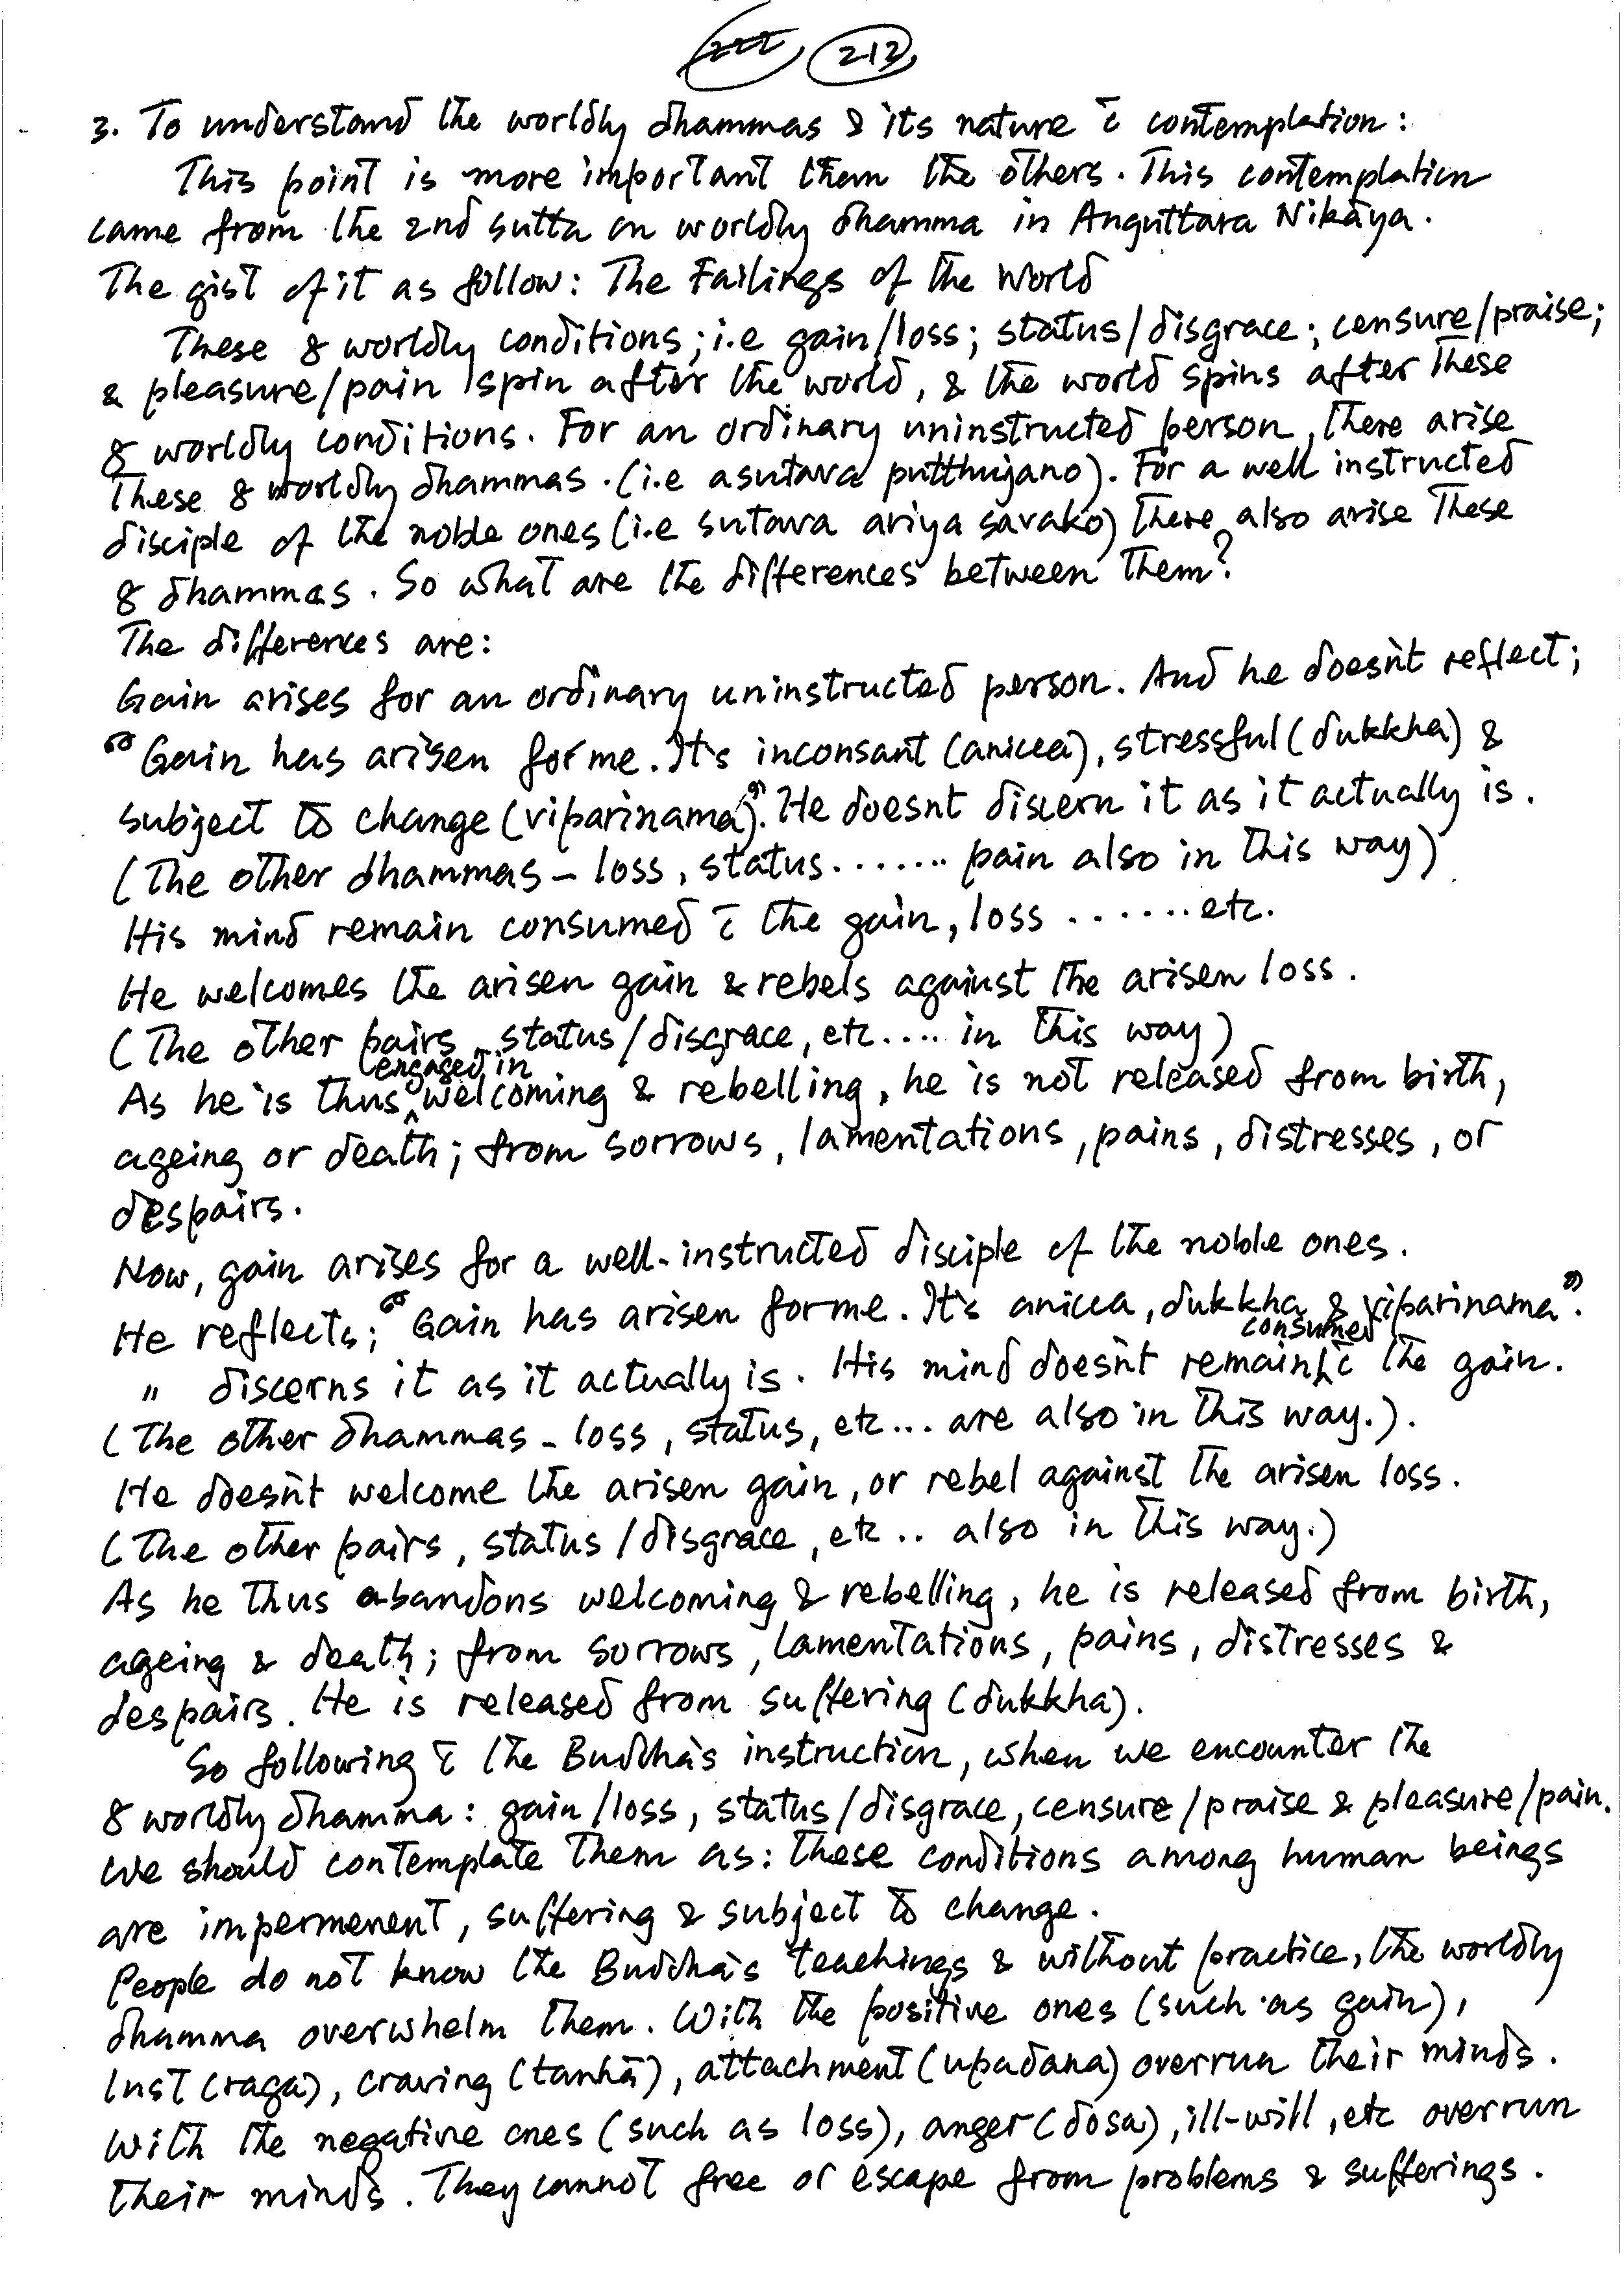 222 213
3. To understand the worldly dhammas & its nature c̄ contemplation:
This point is more important them the others. This contemplation
came from the 2nd sutta on worldly dhamma in Anguttara Nikāya.
The gist of it as follow: The Failings of the World
These 8 worldly conditions; i.e gain/loss; status/disgrace; censure/praise;
& pleasure/pain spin after the world, & the world spins after these
8 worldly conditions. For an ordinary uninstructed person, there arise
these 8 worldly dhammas. (i.e asutava putthujano). For a well instructed
disciple of the noble ones (i.e sutava ariya savako) there also arise these
8 dhammas. So what are the differences between them?
The differences are:
Gain arises for an ordinary uninstructed person. And he doesn't reflect;
"Gain has arisen for me. It's inconsant (anicca), stressful (dukkha) &
subject to change (viparinama)". He doesnt discern it as it actually is.
(The other dhammas – loss, status....... pain also in this way)
His mind remain consumed c̄ the gain, loss ...... etc.
He welcomes the arisen gain & rebels against the arisen loss.
(The other pairs, status/disgrace, etc.... in this way)
As he is thus engaged in welcoming & rebelling, he is not released from birth,
ageing or death; from sorrows, lamentations, pains, distresses, or
despairs.
Now, gain arises for a well-instructed disciple of the noble ones.
He reflects; "Gain has arisen for me. It's anicca, dukkha & viparinama".
" discerns it as it actually is. His mind doesn't remain consumed c̄ the gain.
(The other dhammas – loss, status, etc... are also in this way.).
He doesn't welcome the arisen gain, or rebel against the arisen loss.
(The other pairs, status/disgrace, etc.. also in this way.)
As he thus abandons welcoming & rebelling, he is released from birth,
ageing & death; from sorrows, lamentations, pains, distresses &
despairs. He is released from suffering (dukkha).
So following c̄ the Buddha's instruction, when we encounter the
8 worldly dhamma: gain/loss, status/disgrace, censure/praise & pleasure/pain.
We should contemplate them as: these conditions among human beings
are impermenent, suffering & subject to change.
People do not know the Buddha's teachings & without practice, the worldly
dhamma overwhelm them. With the positive ones (such as gain),
lust (raga), craving (tanhā), attachment (upadana) overrun their minds.
With the negative ones (such as loss), anger (dosa), ill-will, etc overrun
their minds. They cannot free or escape from problems & sufferings.